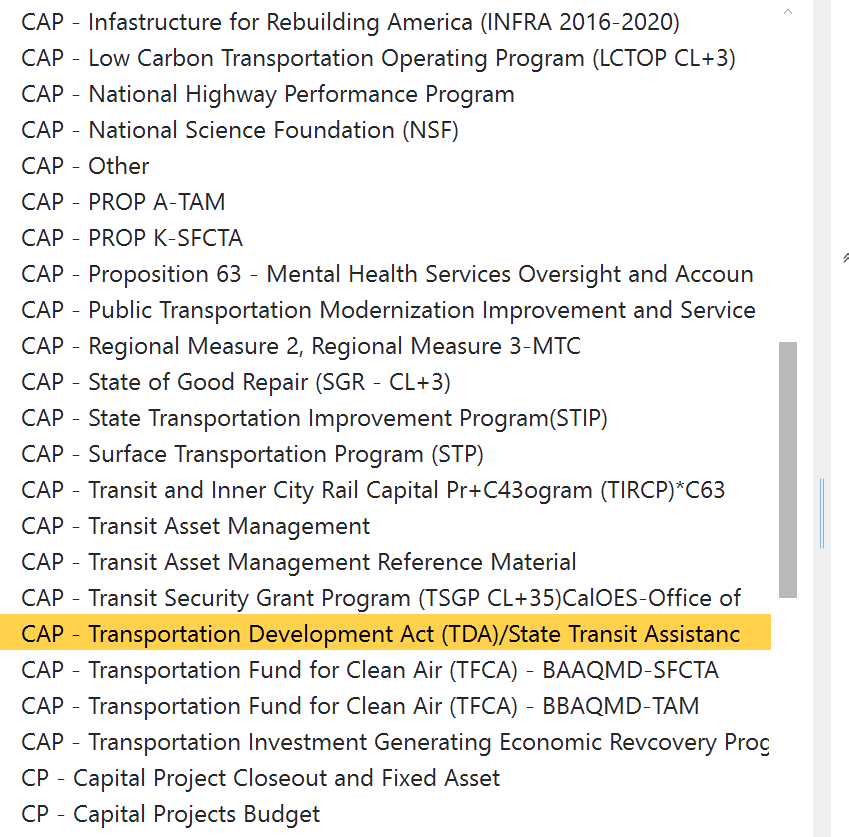 CAP - Infastructure for Rebuilding America (INFRA 2016-2020)
CAP - Low Carbon Transportation Operating Program (LCTOP CL+3)
CAP - National Highway Performance Program
CAP - National Science Foundation (NSF)
CAP - Other
CAP - PROP A-TAM
CAP - PROP K-SFCTA
CAP - Proposition 63 - Mental Health Services Oversight and Accoun
CAP - Public Transportation Modernization Improvement and Service
CAP - Regional Measure 2, Regional Measure 3-MTC
CAP - State of Good Repair (SGR - CL+3)
CAP - State Transportation Improvement Program(STIP)
CAP - Surface Transportation Program (STP)
CAP - Transit and Inner City Rail Capital Pr+C43ogram (TIRCP)*C63
CAP - Transit Asset Management
CAP - Transit Asset Management Reference Material
CAP - Transit Security Grant Program (TSGP CL+35)CalOES-Office of
CAP - Transportation Development Act (TDA)/State Transit Assistanc
CAP - Transportation Fund for Clean Air (TFCA) - BAAQMD-SFCTA
CAP - Transportation Fund for Clean Air (TFCA) - BBAQMD-TAM
CAP - Transportation Investment Generating Economic Revcovery Prog
CP - Capital Project Closeout and Fixed Asset
CP - Capital Projects Budget